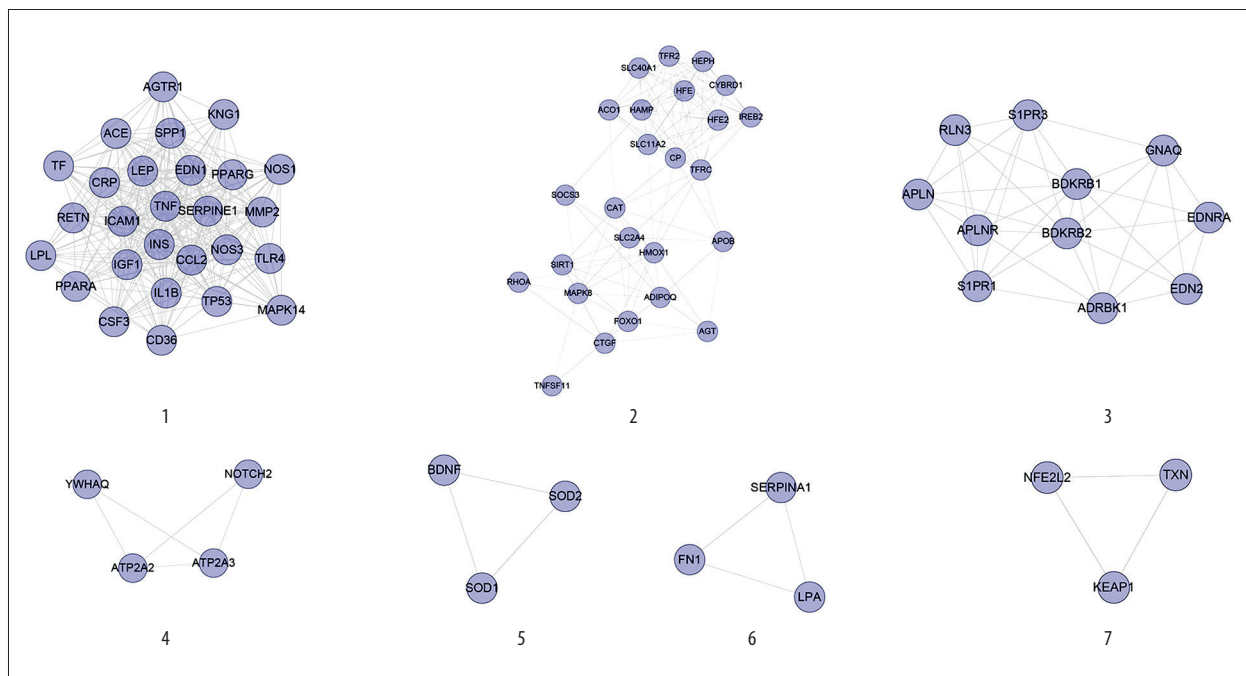 AGTR1
KNG1
ACE
SPP1
TF
LEP
EDN1
PPARG
NOS1
CRP
RETN
ICAM1
TNF
SERPINE1
MMP2
LPL
INS
NOS3
IGF1
CCL2
TLR4
PPARA
IL1B
TP53
MAPK14
CSF3
CD36
1
TFR2
HEPH
SLC40A1
CYBRD1
HFE
ACO1
HAMP
HFE2
IREB2
SLC11A2
CP
TFRC
SOCS3
CAT
SLC2A4
APOB
HMOX1
SIRT1
RHOA
MAPK8
ADIPOQ
FOXO1
AGT
CTGF
TNFSF11
2
S1PR3
RLN3
GNAQ
BDKRB1
APLN
EDNRA
APLNR
BDKRB2
S1PR1
EDN2
ADRBK1
3
YWHAQ
NOTCH2
ATP2A2
ATP2A3
4
BDNF
SOD2
SOD1
5
SERPINA1
FN1
LPA
6
NFE2L2
TXN
KEAP1
7